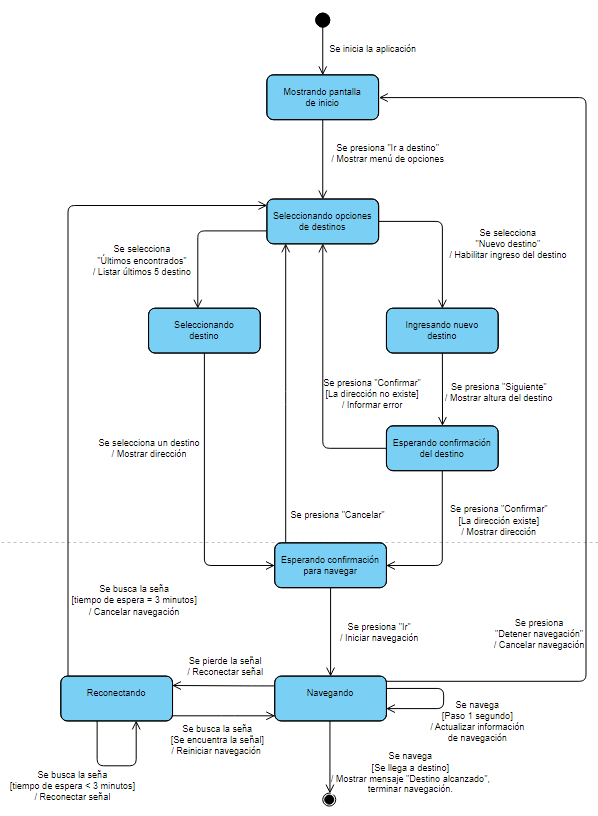 Se inicia la aplicación
Mostrando pantalla
de inicio
Se presiona "Ir a destino"
/ Mostrar menú de opciones
Seleccionando opciones
de destinos
Se selecciona
"Últimos encontrados"
/ Listar últimos 5 destino
Se selecciona
"Nuevo destino"
/ Habilitar ingreso del destino
Seleccionando
destino
Ingresando nuevo
destino
Se presiona "Confirmar"
[La dirección no existe]
/ Informar error
Se presiona "Siguiente"
/ Mostrar altura del destino
Se selecciona un destino
/ Mostrar dirección
Esperando confirmación
del destino
Se presiona "Cancelar"
Se presiona "Confirmar"
[La dirección existe]
/ Mostrar dirección
Esperando confirmación
para navegar
Se busca la seña
[tiempo de espera = 3 minutos]
/ Cancelar navegación
Se presiona "Ir"
/ Iniciar navegación
Se presiona
"Detener navegación"
/ Cancelar navegación
Se pierde la señal
/ Reconectar señal
Reconectando
Navegando
Se busca la señal
[Se encuentra la señal]
/ Reiniciar navegación
Se navega
[Paso 1 segundo]
/ Actualizar información
de navegación
Se busca la seña
[tiempo de espera < 3 minutos]
/ Reconectar señal
Se navega
[Se llega a destino]
/ Mostrar mensaje "Destino alcanzado",
terminar navegación.